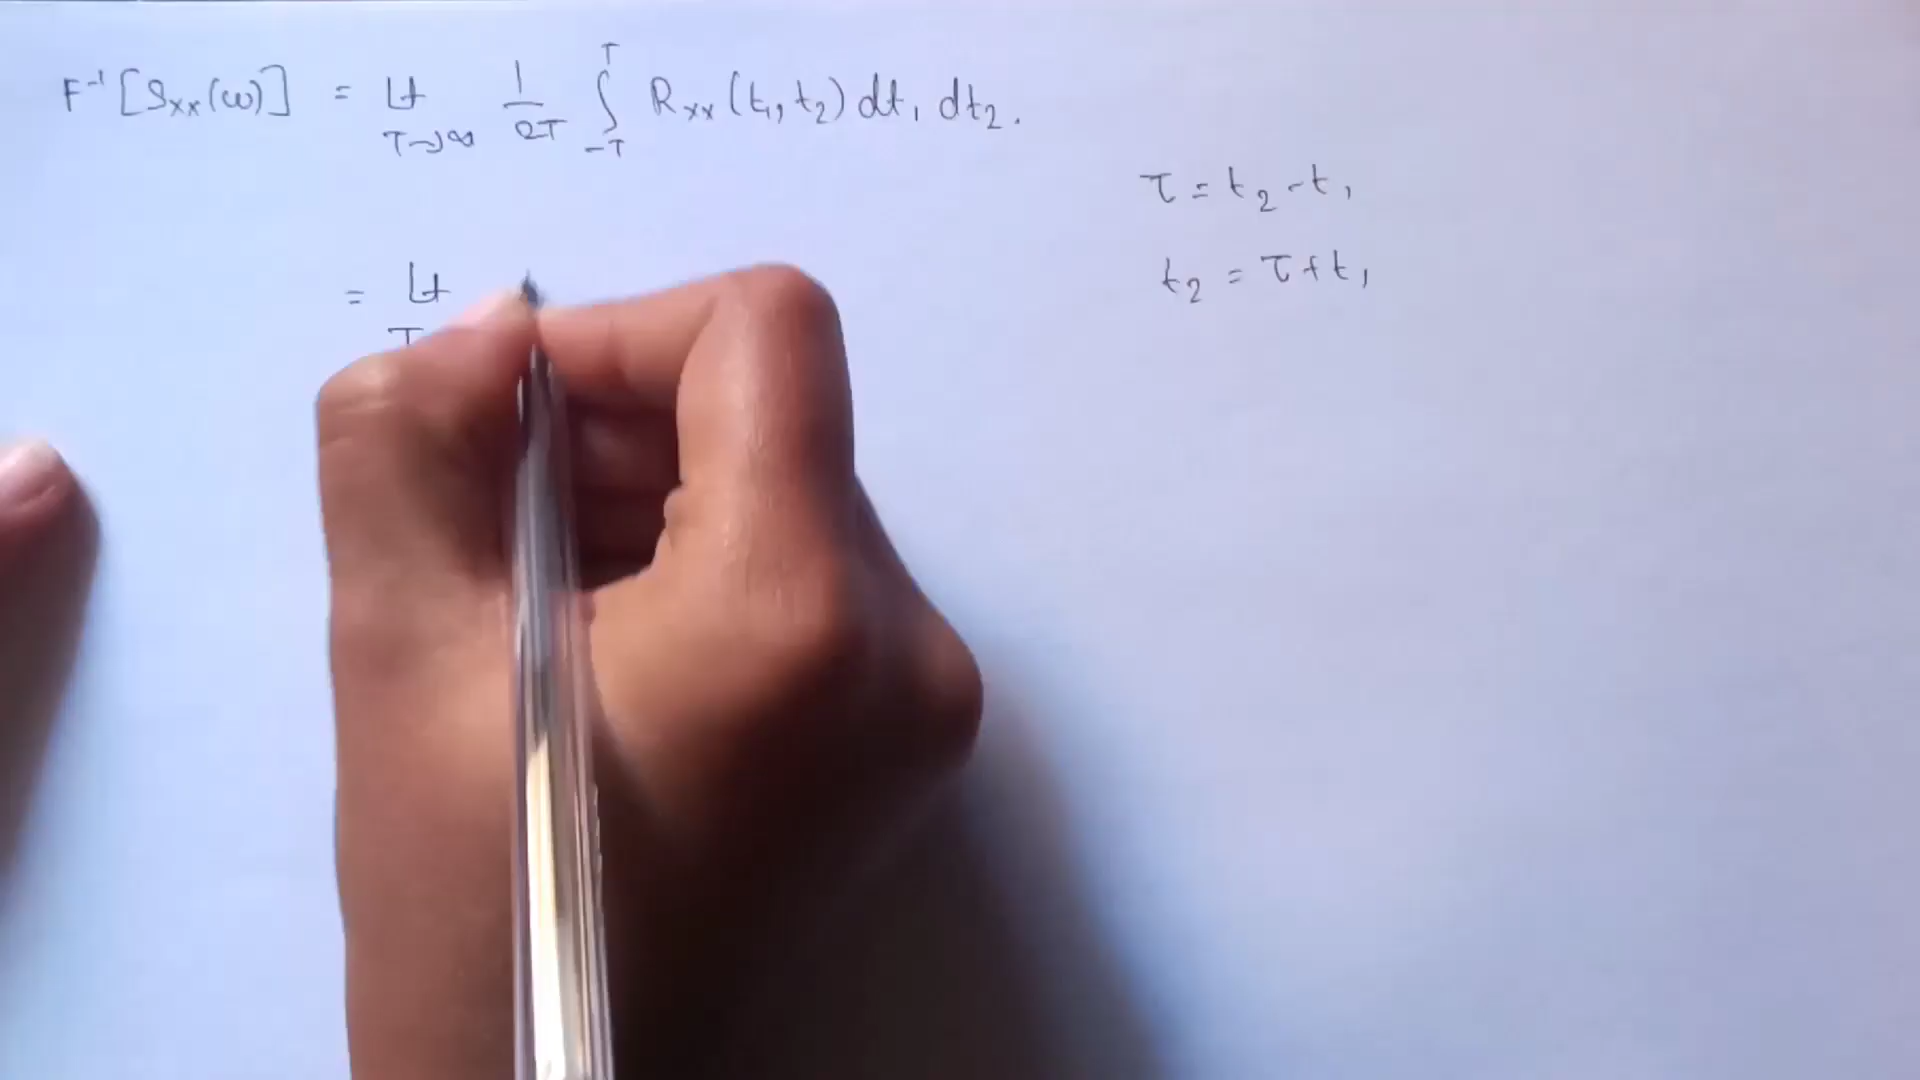 F⁻¹[Sxx(ω)] = Lt T→∞ 1/2T ∫_{-T}^{T} Rxx(t₁, t₂) dt₁ dt₂.
τ = t₂ - t₁
t₂ = τ + t₁
= Lt T